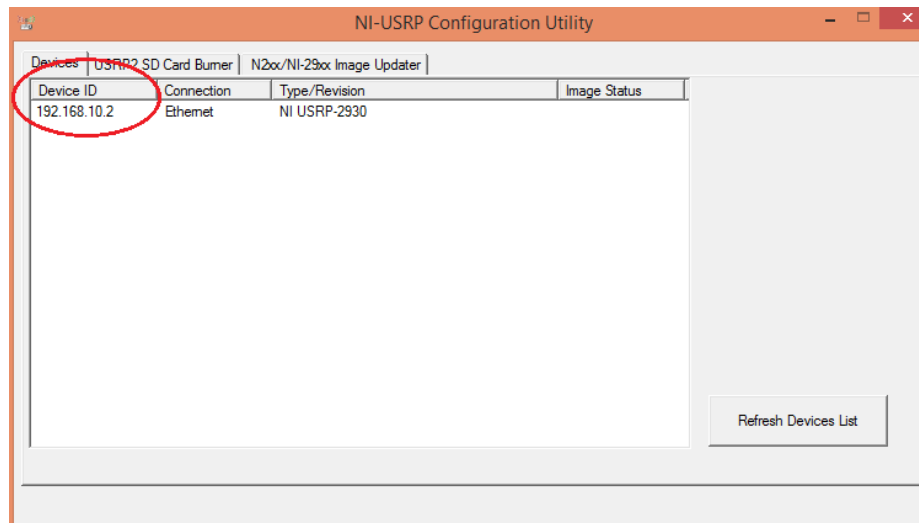 NI-USRP Configuration Utility
Devices USRP2 SD Card Burner N2xx/NI-29xx Image Updater
Device ID Connection Type/Revision Image Status
192.168.10.2 Ethernet NI USRP-2930
Refresh Devices List